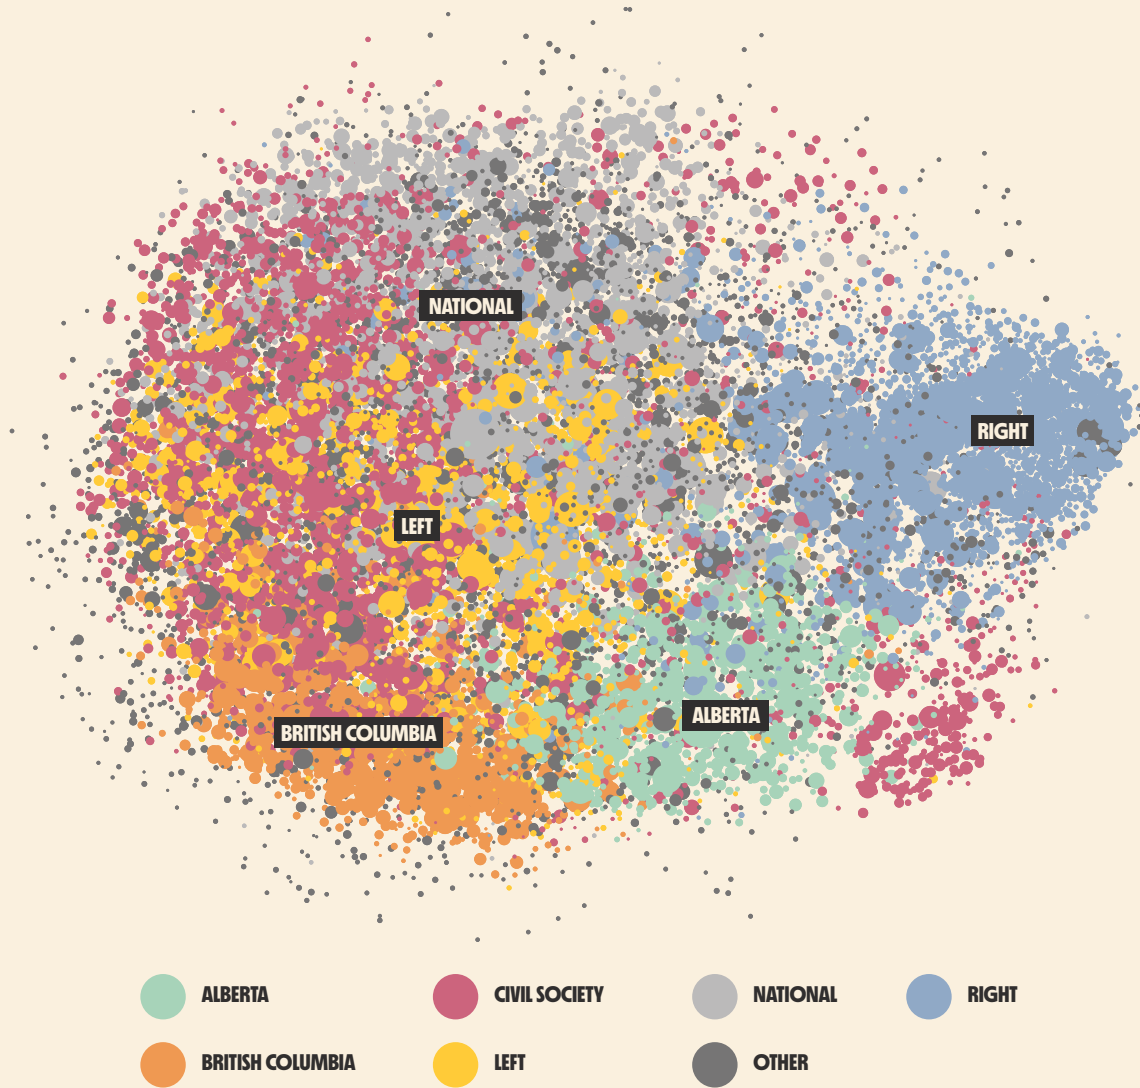 NATIONAL
RIGHT
LEFT
ALBERTA
BRITISH COLUMBIA
ALBERTA
CIVIL SOCIETY
NATIONAL
RIGHT
BRITISH COLUMBIA
LEFT
OTHER